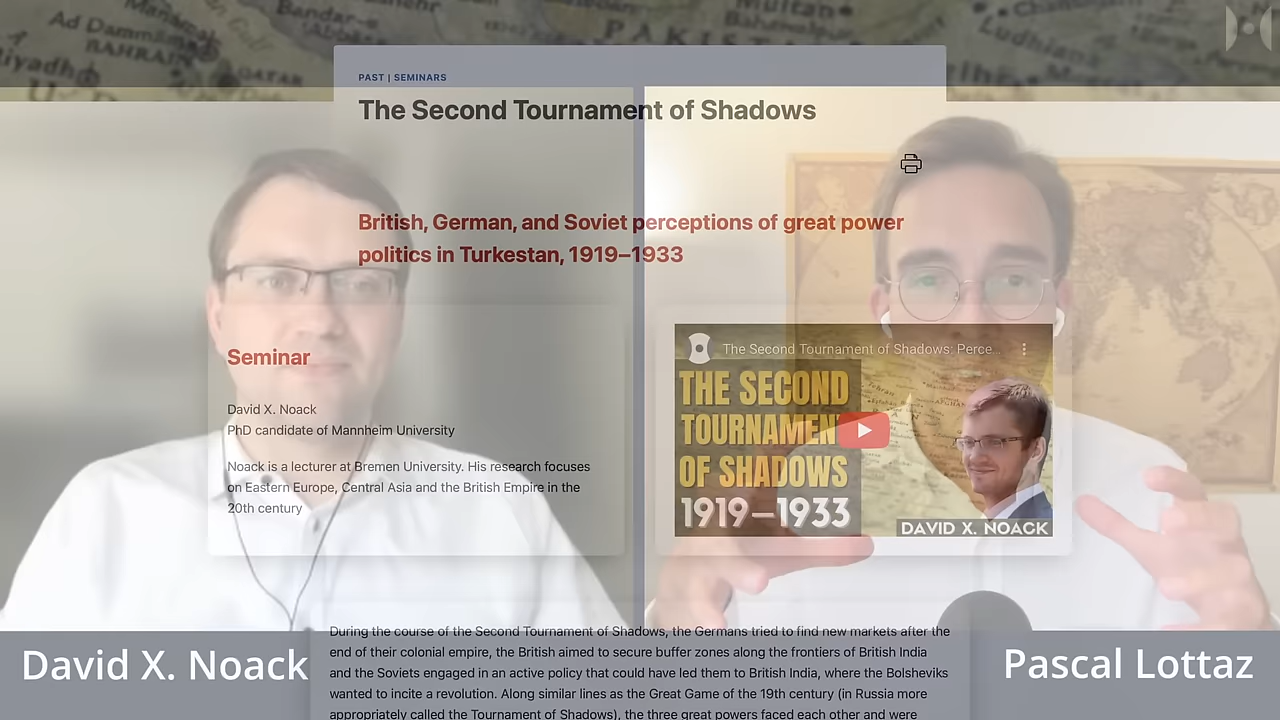 Ad Dammām
Manama
BAHRAIN
QATAR
Riyadh
PAKISTAN
Multan
Ludhiana
PAST | SEMINARS
The Second Tournament of Shadows
British, German, and Soviet perceptions of great power
politics in Turkestan, 1919–1933
Seminar
David X. Noack
PhD candidate of Mannheim University
Noack is a lecturer at Bremen University. His research focuses
on Eastern Europe, Central Asia and the British Empire in the
20th century
The Second Tournament of Shadows: Perce...
THE SECOND
TOURNAMENT
OF SHADOWS
1919–1933
DAVID X. NOACK
During the course of the Second Tournament of Shadows, the Germans tried to find new markets after the
end of their colonial empire, the British aimed to secure buffer zones along the frontiers of British India
and the Soviets engaged in an active policy that could have led them to British India, where the Bolsheviks
wanted to incite a revolution. Along similar lines as the Great Game of the 19th century (in Russia more
appropriately called the Tournament of Shadows), the three great powers faced each other and were
David X. Noack
Pascal Lottaz